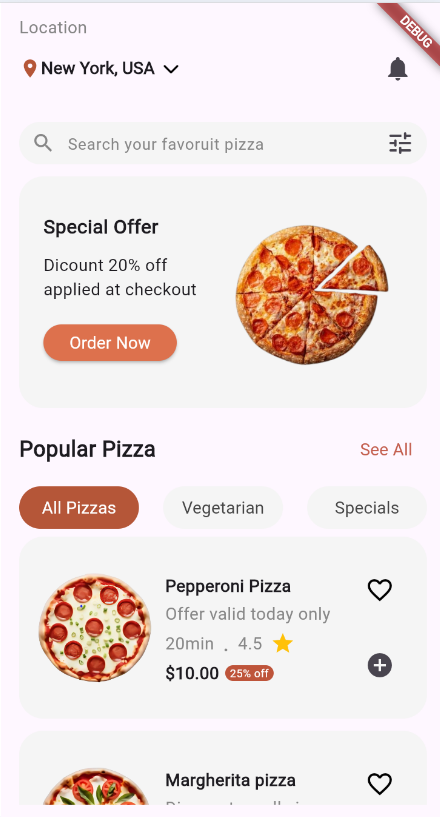 Location
DEBUG
New York, USA
Search your favoruit pizza
Special Offer
Dicount 20% off
applied at checkout
Order Now
Popular Pizza
See All
All Pizzas
Vegetarian
Specials
Pepperoni Pizza
Offer valid today only
20min . 4.5
$10.00 25% off
Margherita pizza